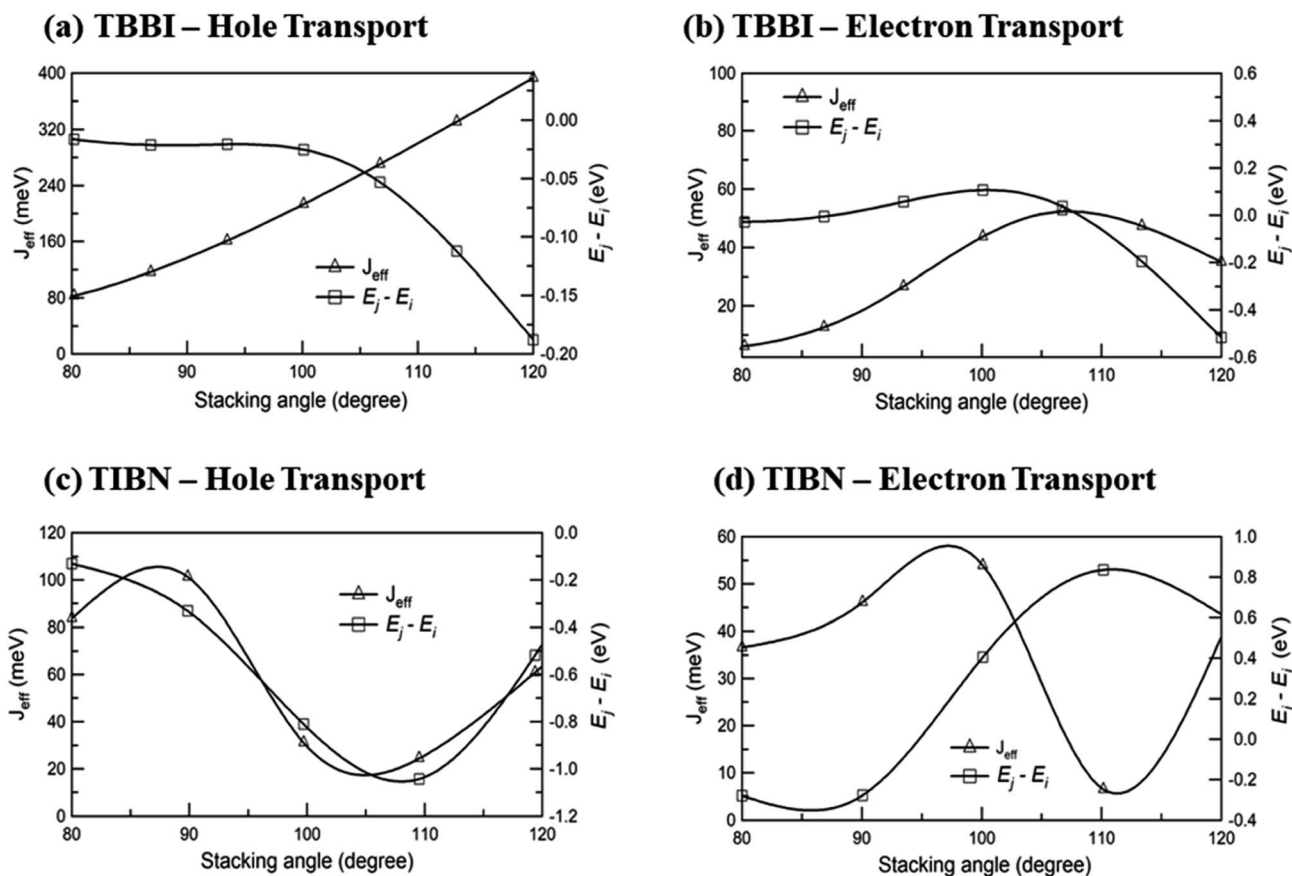 (a) TBBI – Hole Transport
400
320
240
160
80
0
J_eff (meV)
0.00
-0.05
-0.10
-0.15
-0.20
E_j - E_i (eV)
J_eff
E_j - E_i
80 90 100 110 120
Stacking angle (degree)
(b) TBBI – Electron Transport
100
80
60
40
20
J_eff (meV)
0.6
0.4
0.2
0.0
-0.2
-0.4
-0.6
E_j - E_i (eV)
J_eff
E_j - E_i
80 90 100 110 120
Stacking angle (degree)
(c) TIBN – Hole Transport
120
100
80
60
40
20
0
J_eff (meV)
0.0
-0.2
-0.4
-0.6
-0.8
-1.0
-1.2
E_j - E_i (eV)
J_eff
E_j - E_i
80 90 100 110 120
Stacking angle (degree)
(d) TIBN – Electron Transport
60
50
40
30
20
10
0
J_eff (meV)
1.0
0.8
0.6
0.4
0.2
0.0
-0.2
-0.4
E_j - E_i (eV)
J_eff
E_j - E_i
80 90 100 110 120
Stacking angle (degree)